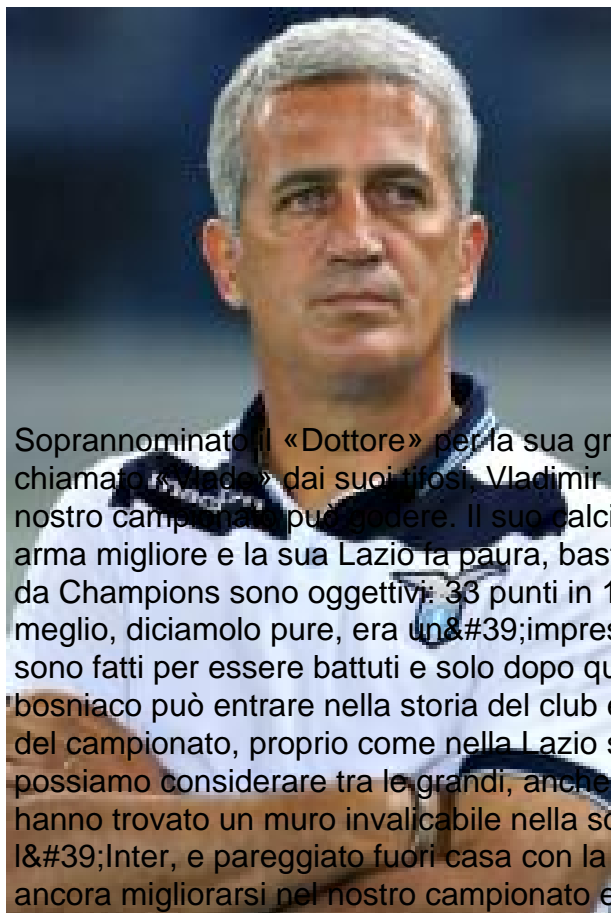 Soprannominato il «Dottore» per la sua gr
chiamato «Vlado» dai suoi tifosi, Vladimir
nostro campionato può godere. Il suo calci
arma migliore e la sua Lazio fa paura, bas
da Champions sono oggettivi: 33 punti in 1
meglio, diciamolo pure, era un&#39;impres
sono fatti per essere battuti e solo dopo qu
bosniaco può entrare nella storia del club e
del campionato, proprio come nella Lazio s
possiamo considerare tra le grandi, anche
hanno trovato un muro invalicabile nella sc
l&#39;Inter, e pareggiato fuori casa con la
ancora migliorarsi nel nostro campionato e